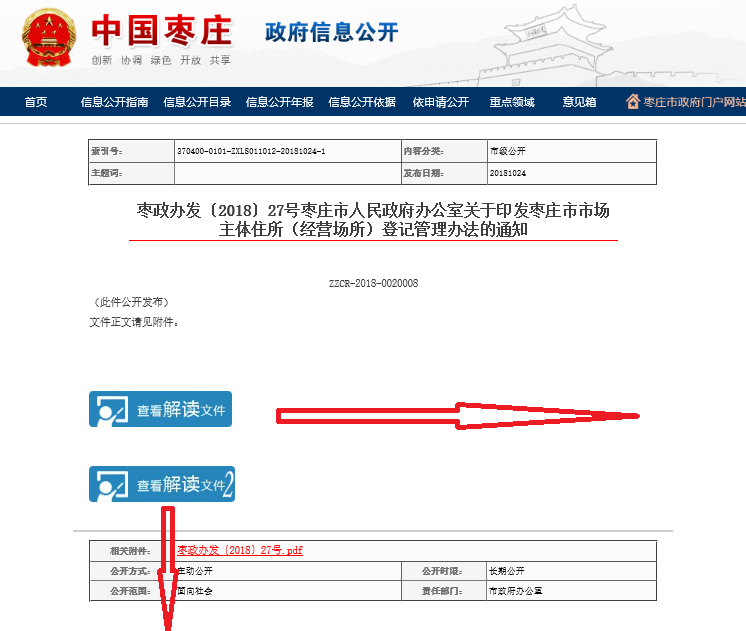 中国枣庄
政府信息公开
创新 协调 绿色 开放 共享
首页 信息公开指南 信息公开目录 信息公开年报 信息公开依据 依申请公开 重点领域 意见箱 枣庄市政府门户网站
索引号: 370400-0101-ZXLS011012-20181024-1 内容分类: 市级公开
主题词: 发布日期: 20181024
枣政办发〔2018〕27号枣庄市人民政府办公室关于印发枣庄市市场
主体住所（经营场所）登记管理办法的通知
ZZCR-2018-0020008
（此件公开发布）
文件正文请见附件。
查看解读文件
查看解读文件2
相关附件: 枣政办发〔2018〕27号.pdf
公开方式: 主动公开 公开时限: 长期公开
公开范围: 面向社会 责任部门: 市政府办公室